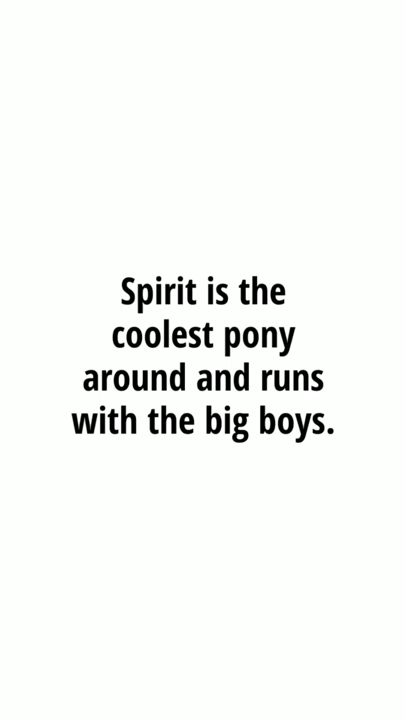 Spirit is the
coolest pony
around and runs
with the big boys.